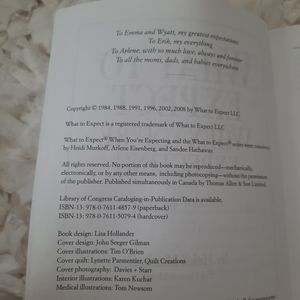 To Emma and Wyatt, my greatest expectations
To Erik, my everything
To Arlene, with so much love, always and forever
To all the moms, dads, and babies everywhere
Copyright © 1984, 1988, 1991, 1996, 2002, 2008 by What to Expect LLC
What to Expect is a registered trademark of What to Expect LLC.
What to Expect® When You're Expecting and the What to Expect® series were conceived
by Heidi Murkoff, Arlene Eisenberg, and Sandee Hathaway.
All rights reserved. No portion of this book may be reproduced—mechanically,
electronically, or by any other means, including photocopying—without the permission
of the publisher. Published simultaneously in Canada by Thomas Allen & Son Limited.
Library of Congress Cataloging-in-Publication Data is available.
ISBN-13: 978-0-7611-4857-9 (paperback)
ISBN-13: 978-0-7611-5079-4 (hardcover)
Book design: Lisa Hollander
Cover design: John Seeger Gilman
Cover illustrations: Tim O'Brien
Cover quilt: Lynette Parmentier, Quilt Creations
Cover photography: Davies + Starr
Interior illustrations: Karen Kuchar
Medical illustrations: Tom Newsom